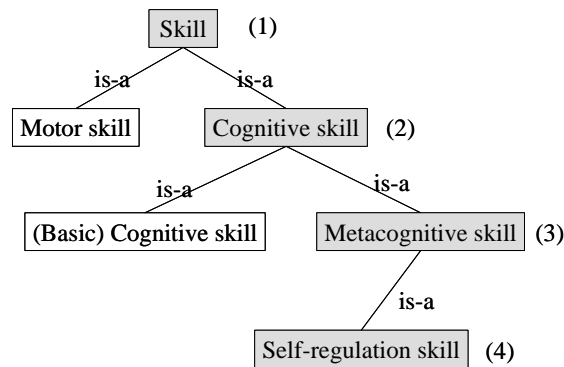 Skill (1)
is-a is-a
Motor skill Cognitive skill (2)
is-a is-a
(Basic) Cognitive skill Metacognitive skill (3)
is-a
Self-regulation skill (4)